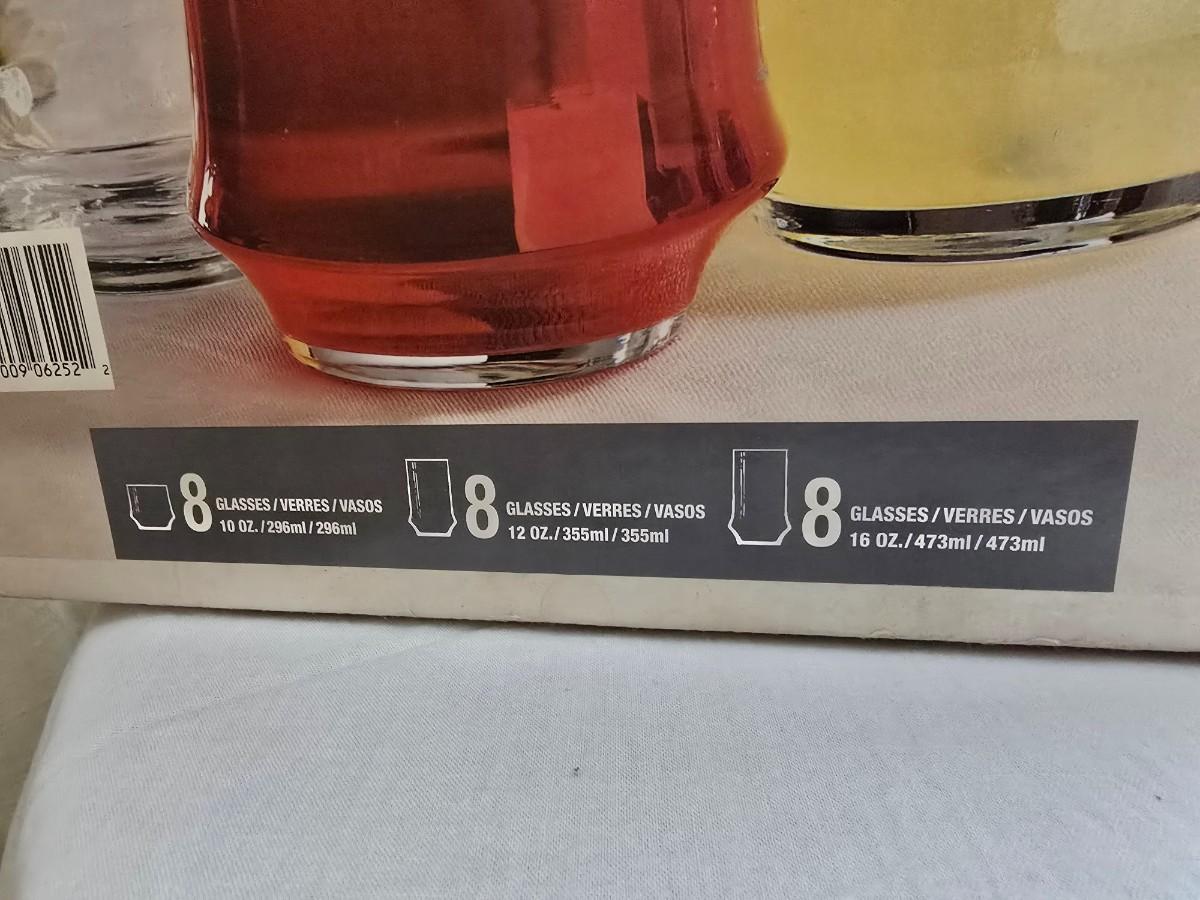 009 06252 2
8 GLASSES / VERRES / VASOS
10 OZ. / 296ml / 296ml
8 GLASSES / VERRES / VASOS
12 OZ. / 355ml / 355ml
8 GLASSES / VERRES / VASOS
16 OZ. / 473ml / 473ml